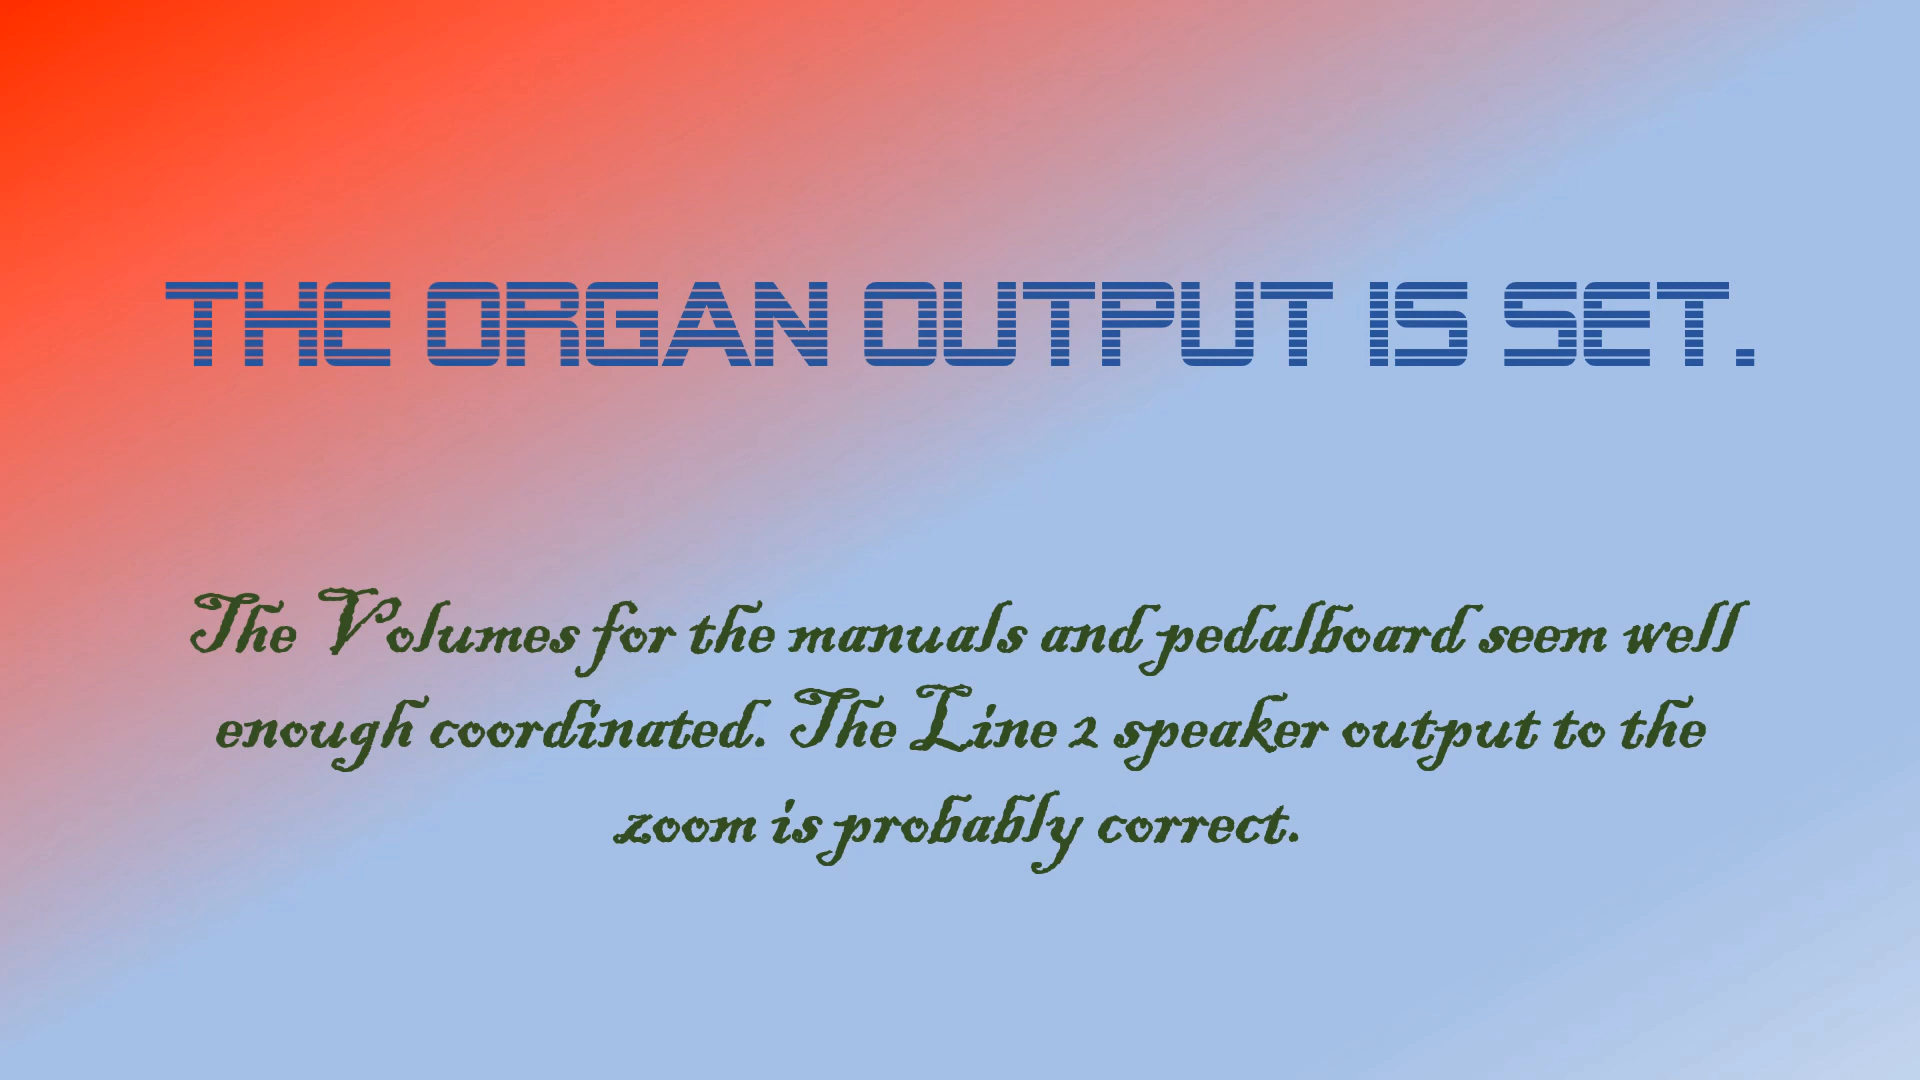 THE ORGAN OUTPUT IS SET.
The Volumes for the manuals and pedalboard seem well
enough coordinated. The Line 2 speaker output to the
zoom is probably correct.